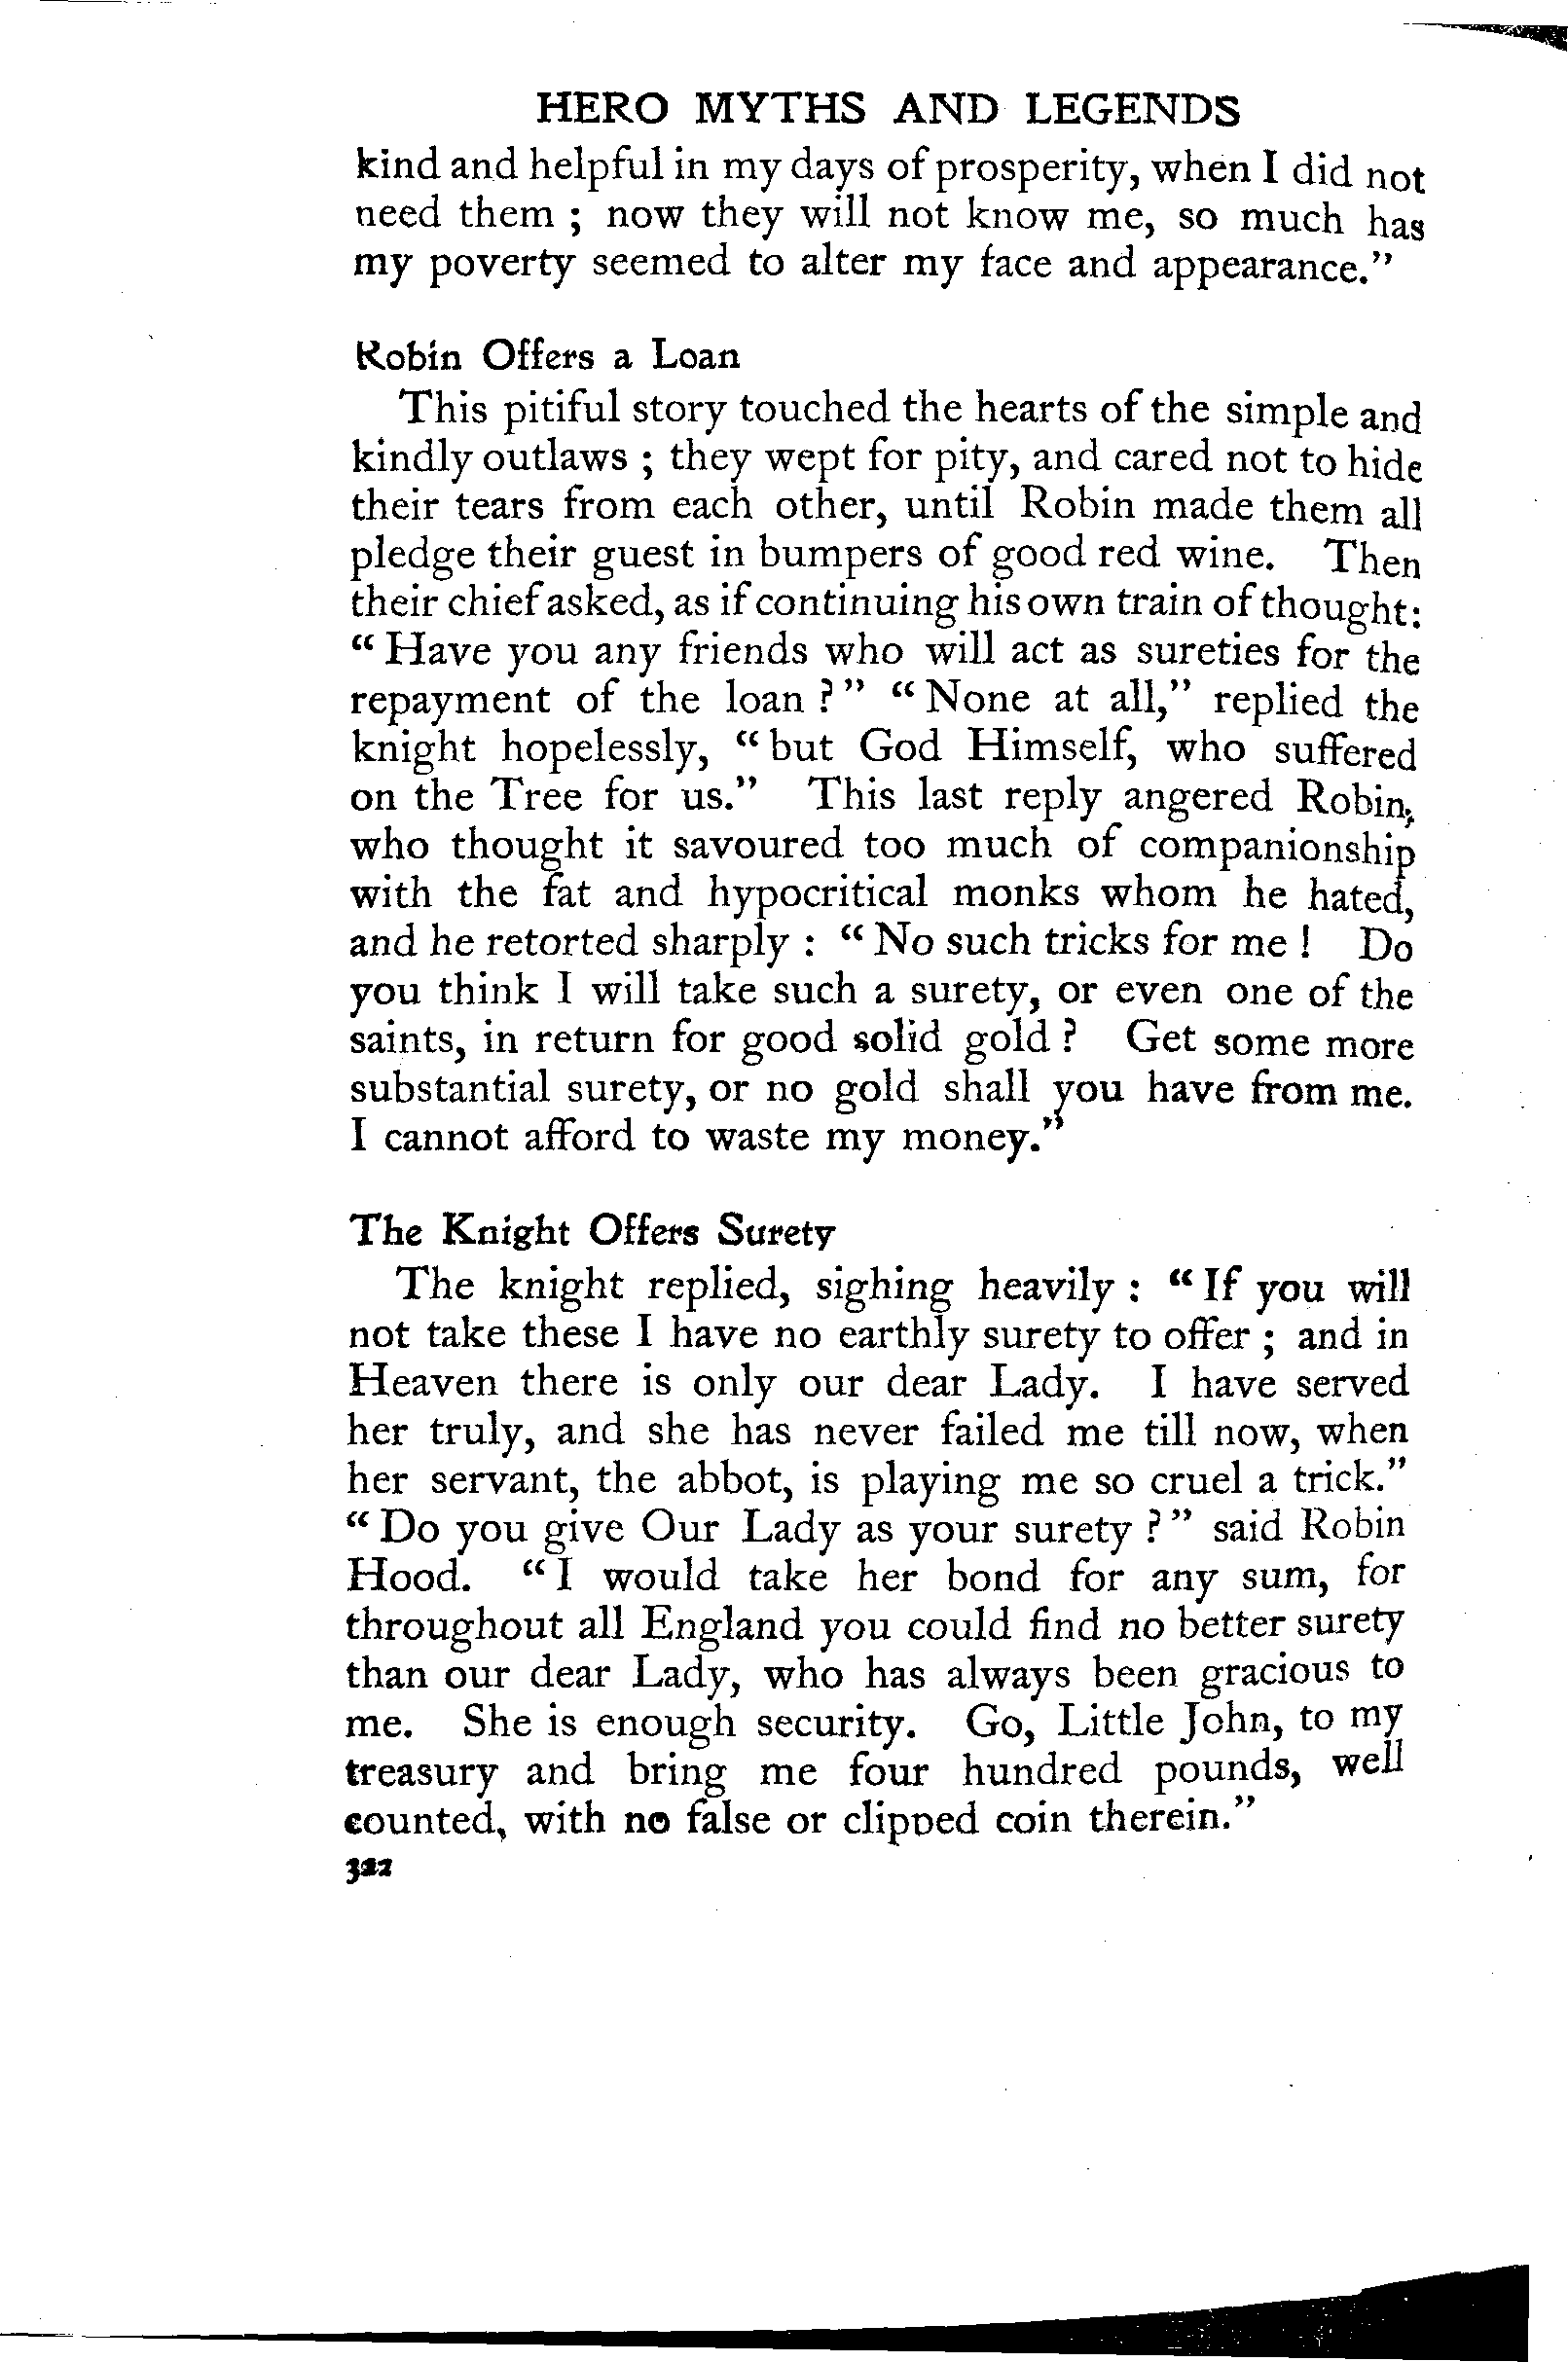 HERO MYTHS AND LEGENDS
kind and helpful in my days of prosperity, when I did not
need them ; now they will not know me, so much has
my poverty seemed to alter my face and appearance.”
Robin Offers a Loan
This pitiful story touched the hearts of the simple and
kindly outlaws ; they wept for pity, and cared not to hide
their tears from each other, until Robin made them all
pledge their guest in bumpers of good red wine. Then
their chief asked, as if continuing his own train of thought:
“ Have you any friends who will act as sureties for the
repayment of the loan ?” “ None at all,” replied the
knight hopelessly, “ but God Himself, who suffered
on the Tree for us.” This last reply angered Robin,
who thought it savoured too much of companionship
with the fat and hypocritical monks whom he hated,
and he retorted sharply : “ No such tricks for me ! Do
you think I will take such a surety, or even one of the
saints, in return for good solid gold ? Get some more
substantial surety, or no gold shall you have from me.
I cannot afford to waste my money.”
The Knight Offers Surety
The knight replied, sighing heavily : “ If you will
not take these I have no earthly surety to offer ; and in
Heaven there is only our dear Lady. I have served
her truly, and she has never failed me till now, when
her servant, the abbot, is playing me so cruel a trick.”
“ Do you give Our Lady as your surety ?” said Robin
Hood. “ I would take her bond for any sum, for
throughout all England you could find no better surety
than our dear Lady, who has always been gracious to
me. She is enough security. Go, Little John, to my
treasury and bring me four hundred pounds, well
counted, with no false or clipped coin therein.”
322